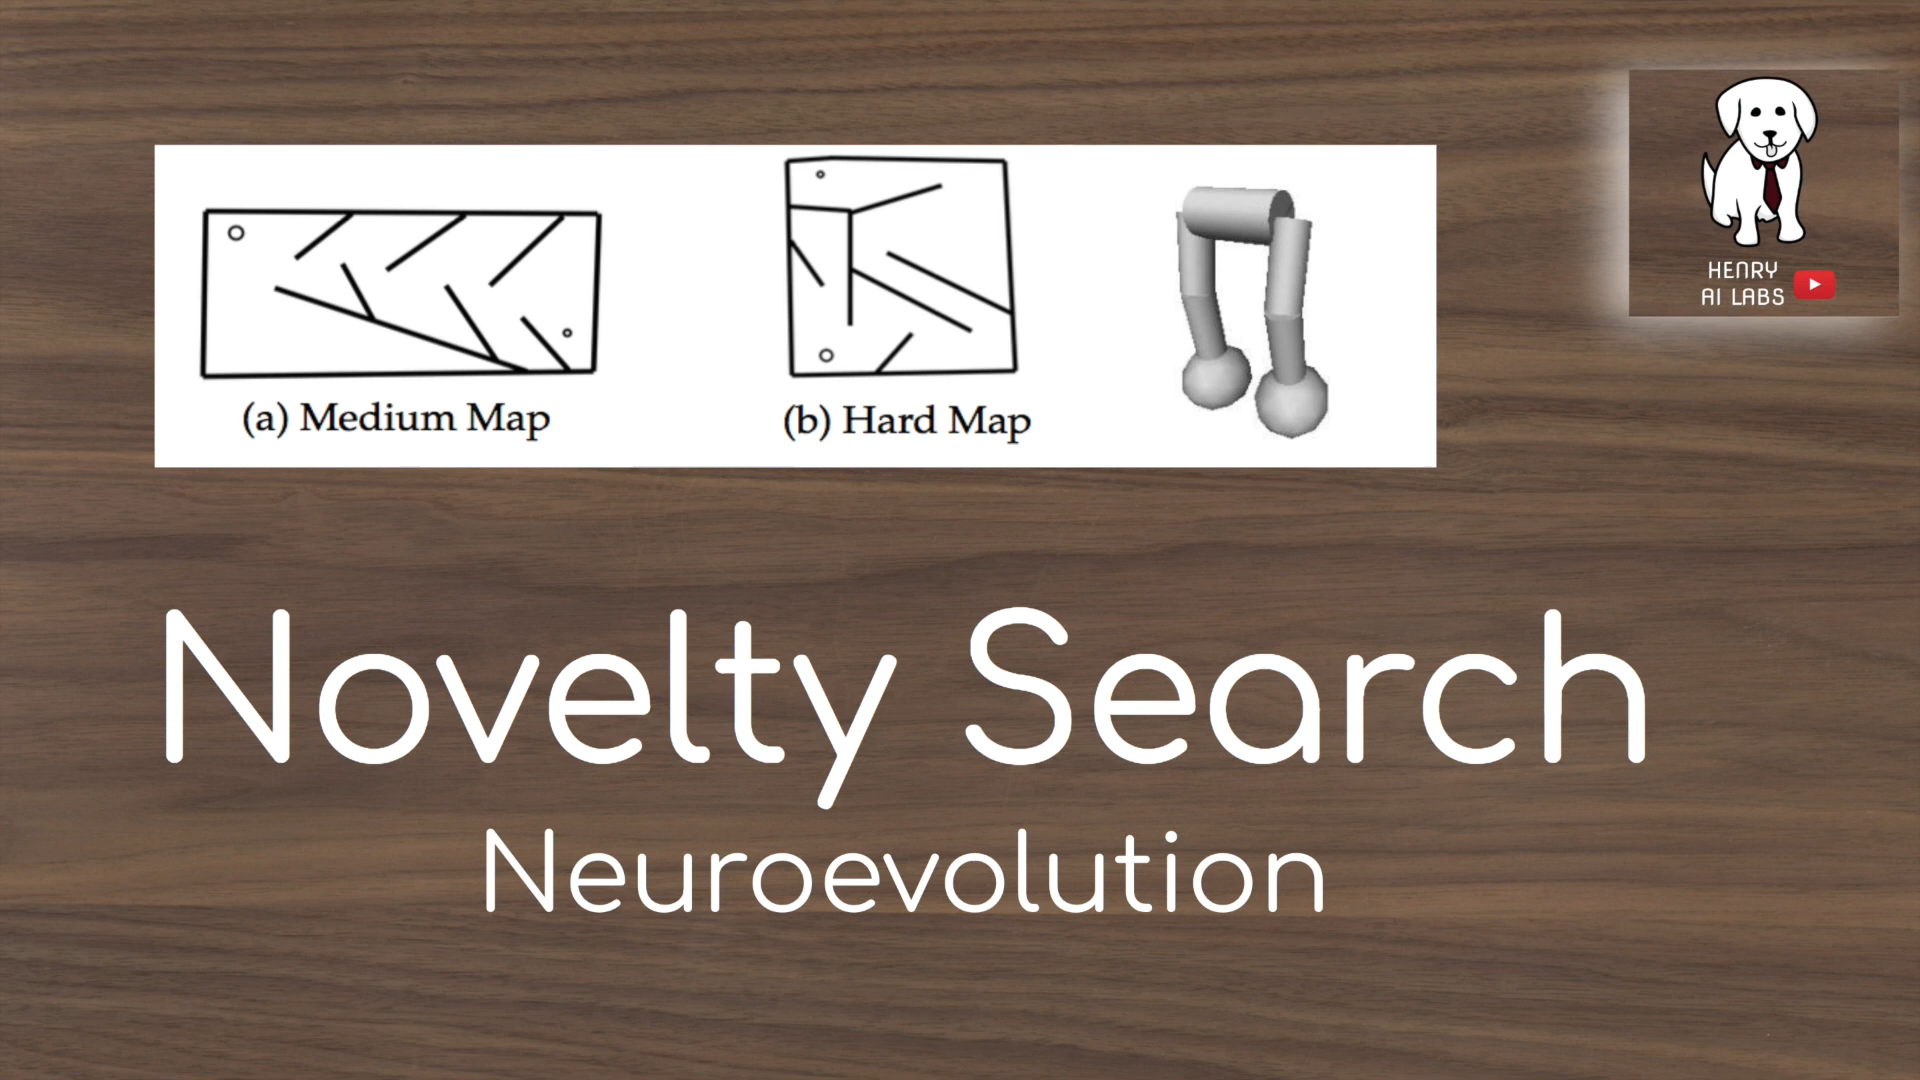 (a) Medium Map
(b) Hard Map
HENRY
AI LABS
Novelty Search
Neuroevolution